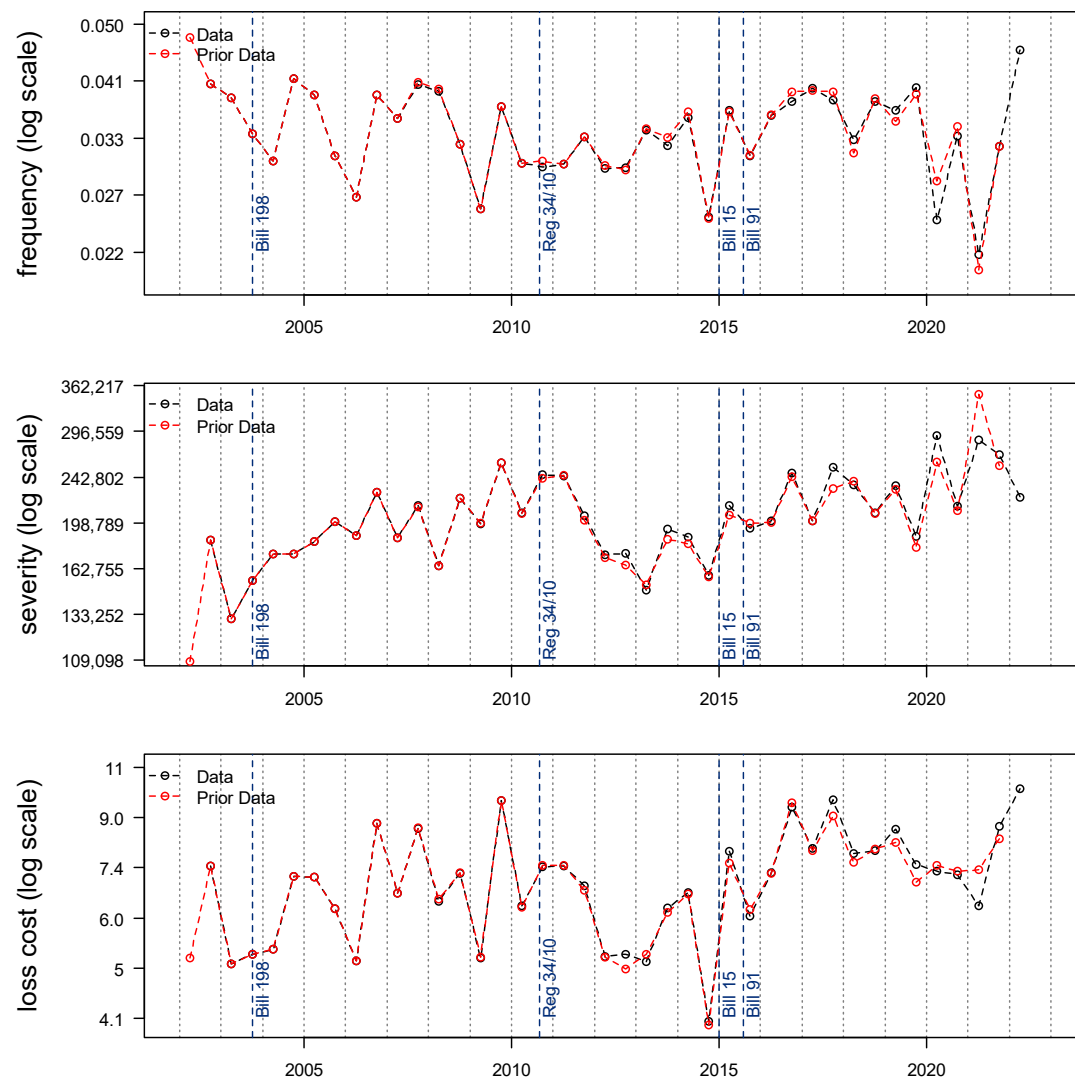 frequency (log scale)
0.050
0.041
0.033
0.027
0.022
Data
Prior Data
Bill 198
Reg 34/10
Bill 15
Bill 91
2005
2010
2015
2020
severity (log scale)
362,217
296,559
242,802
198,789
162,755
133,252
109,098
Data
Prior Data
Bill 198
Reg 34/10
Bill 15
Bill 91
2005
2010
2015
2020
loss cost (log scale)
11
9.0
7.4
6.0
5
4.1
Data
Prior Data
Bill 198
Reg 34/10
Bill 15
Bill 91
2005
2010
2015
2020